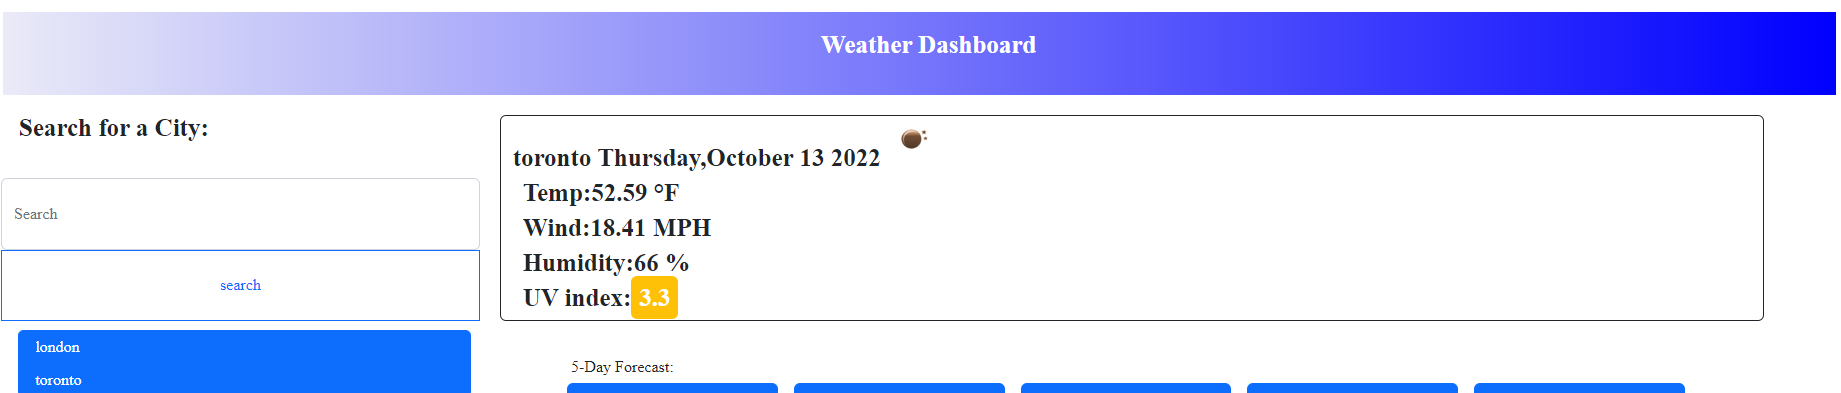 Weather Dashboard
Search for a City:
Search
search
london
toronto
toronto Thursday,October 13 2022
Temp:52.59 °F
Wind:18.41 MPH
Humidity:66 %
UV index:3.3
5-Day Forecast: